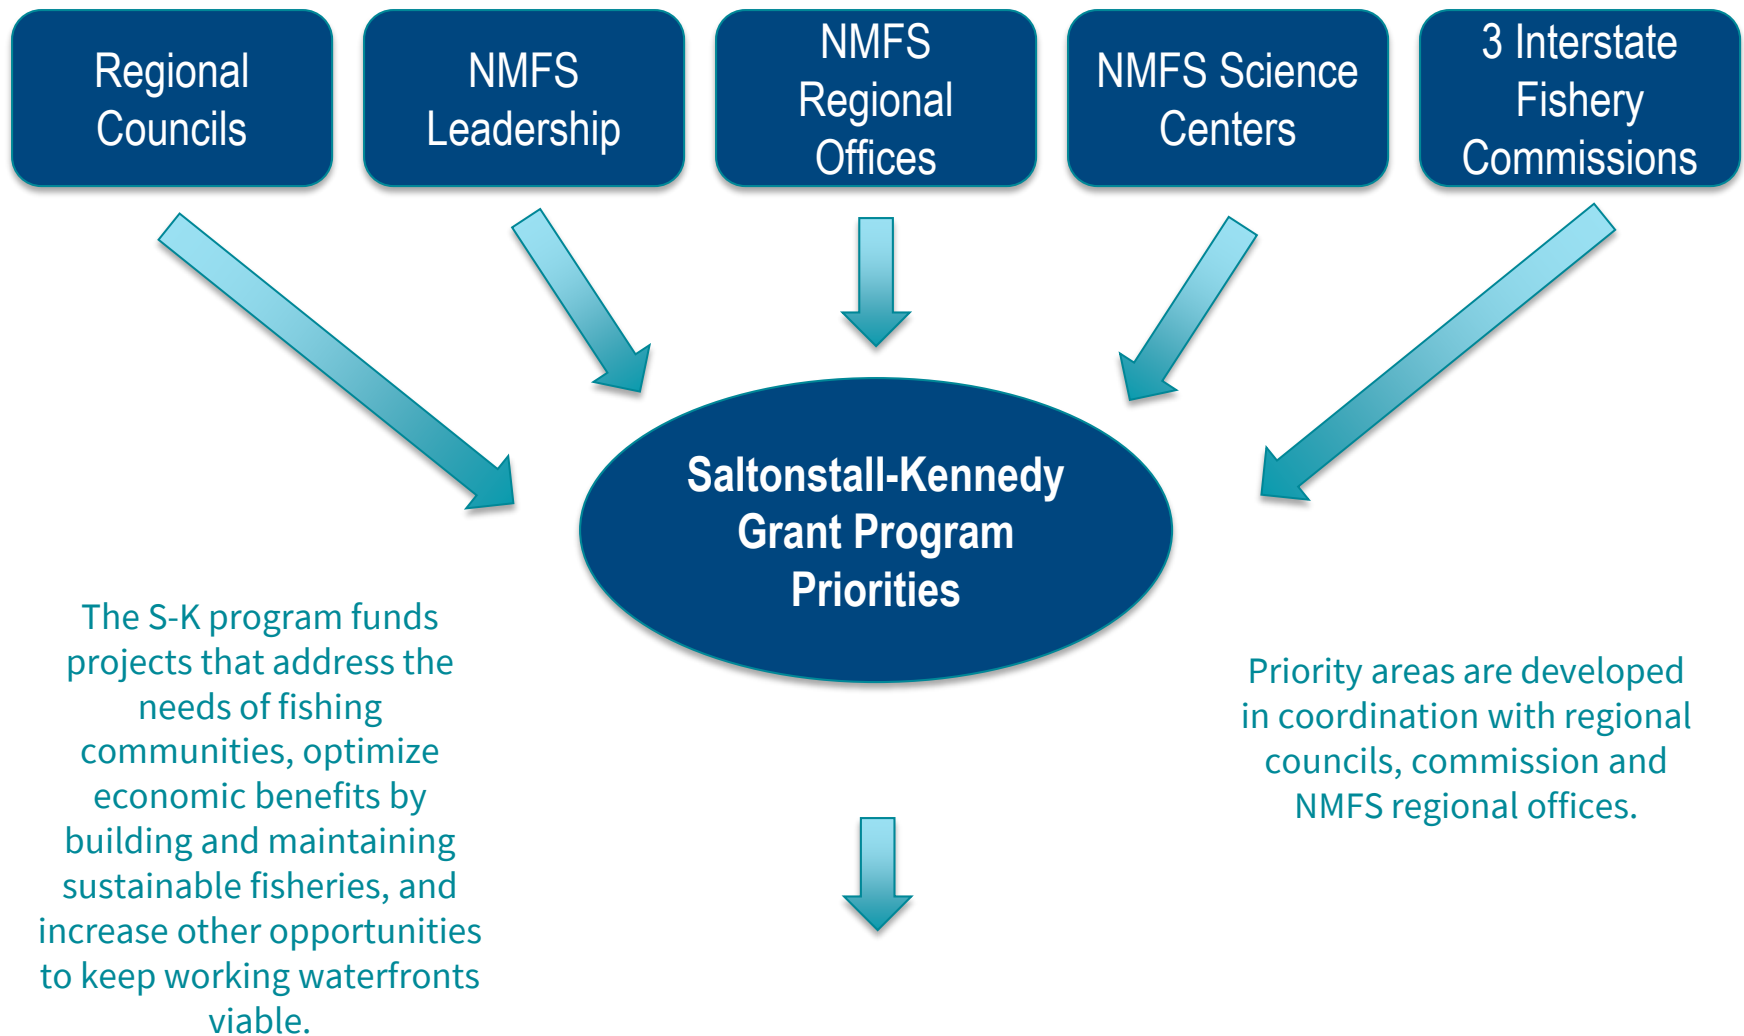 Regional
Councils
NMFS
Leadership
NMFS
Regional
Offices
NMFS Science
Centers
3 Interstate
Fishery
Commissions
Saltonstall-Kennedy
Grant Program
Priorities
The S-K program funds
projects that address the
needs of fishing
communities, optimize
economic benefits by
building and maintaining
sustainable fisheries, and
increase other opportunities
to keep working waterfronts
viable.
Priority areas are developed
in coordination with regional
councils, commission and
NMFS regional offices.